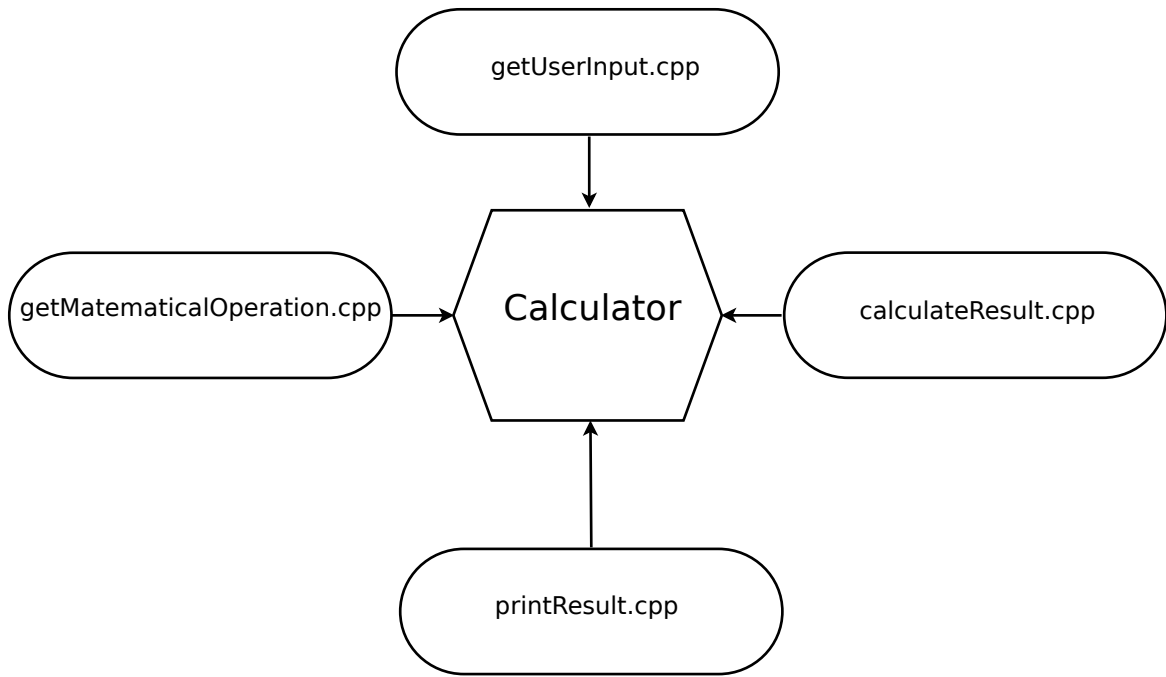 getUserInput.cpp
getMatematicalOperation.cpp
Calculator
calculateResult.cpp
printResult.cpp